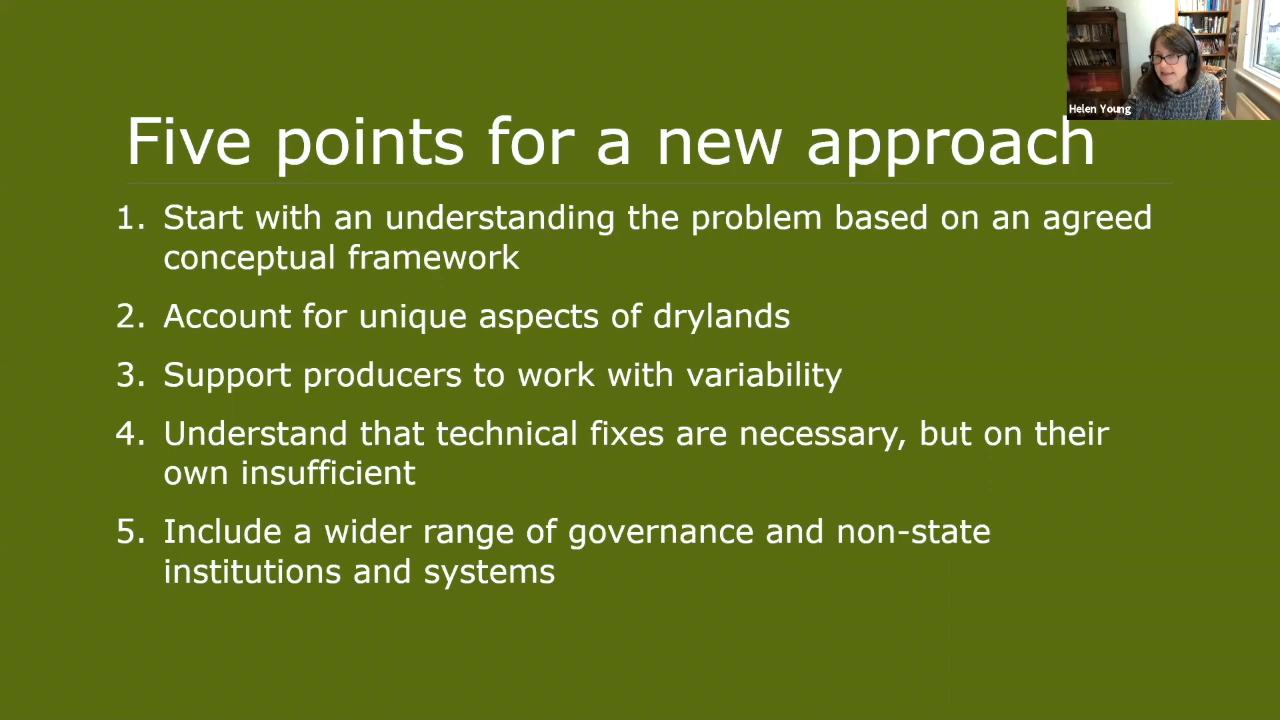 Helen Young
Five points for a new approach
1. Start with an understanding the problem based on an agreed
conceptual framework
2. Account for unique aspects of drylands
3. Support producers to work with variability
4. Understand that technical fixes are necessary, but on their
own insufficient
5. Include a wider range of governance and non-state
institutions and systems